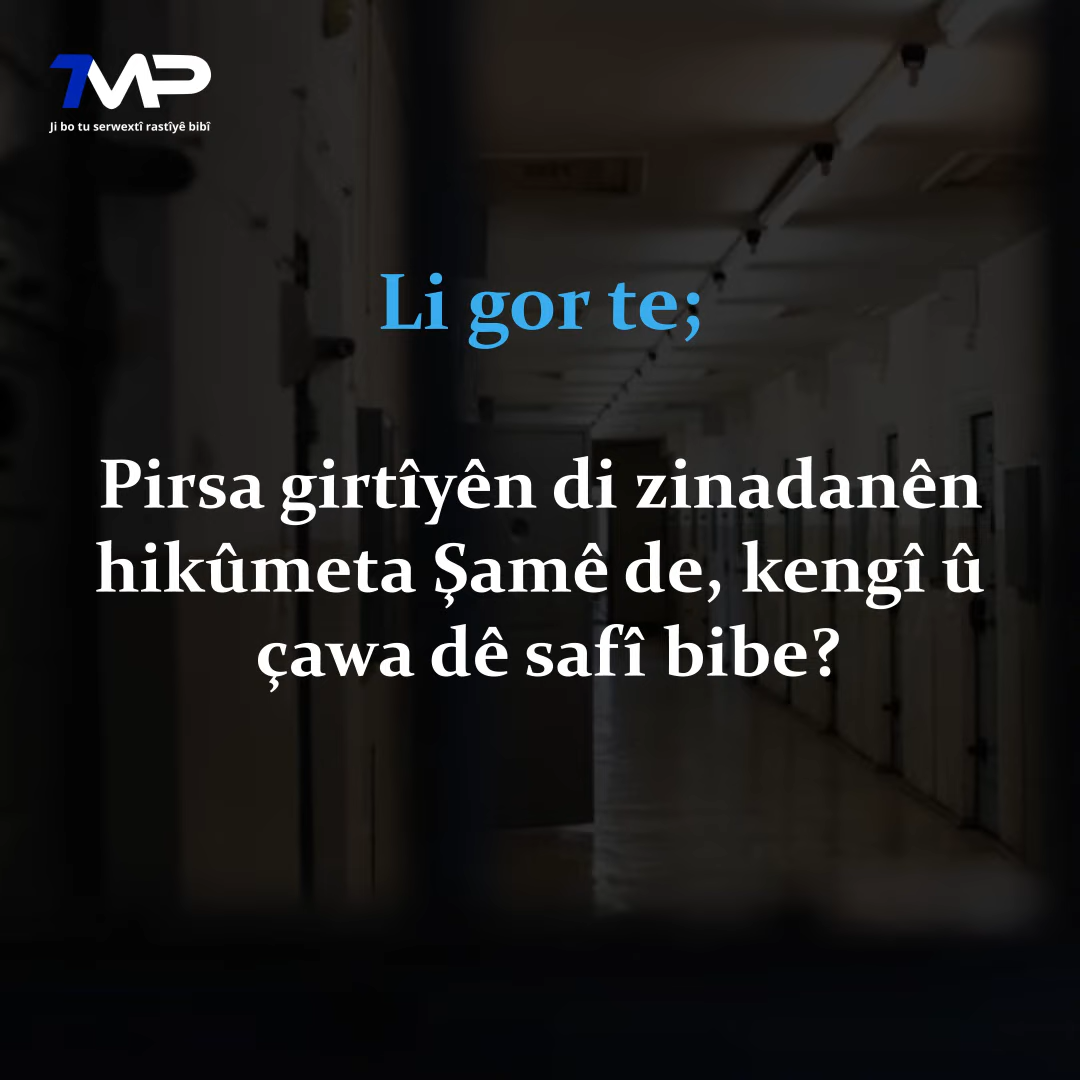 7MP
Ji bo tu serwextî rastîyê bibî
Li gor te;
Pirsa girtîyên di zinadanên
hikûmeta Şamê de, kengî û
çawa dê safî bibe?